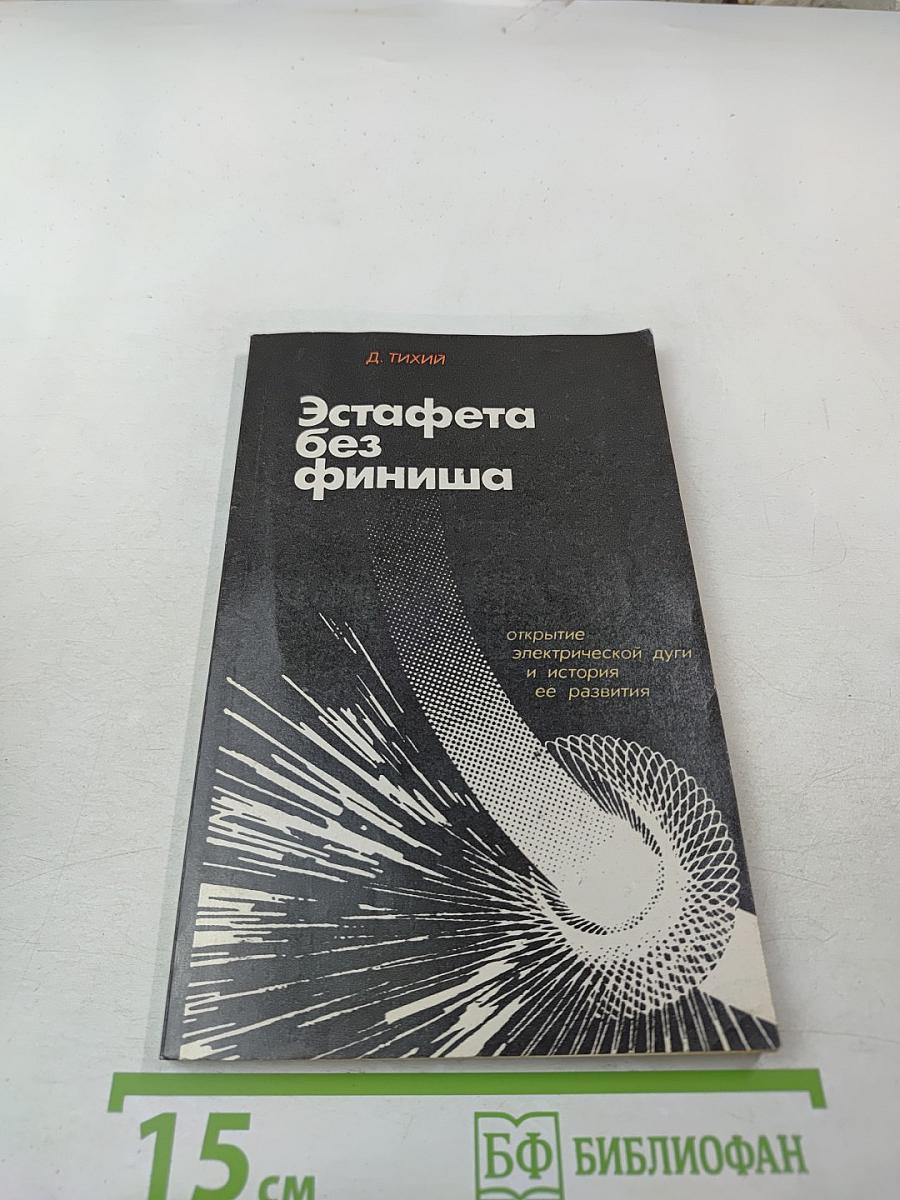 Д. ТИХИЙ
Эстафета
без
финиша
открытие
электрической дуги
и история
ее развития
15 см
БФ БИБЛИОФАН